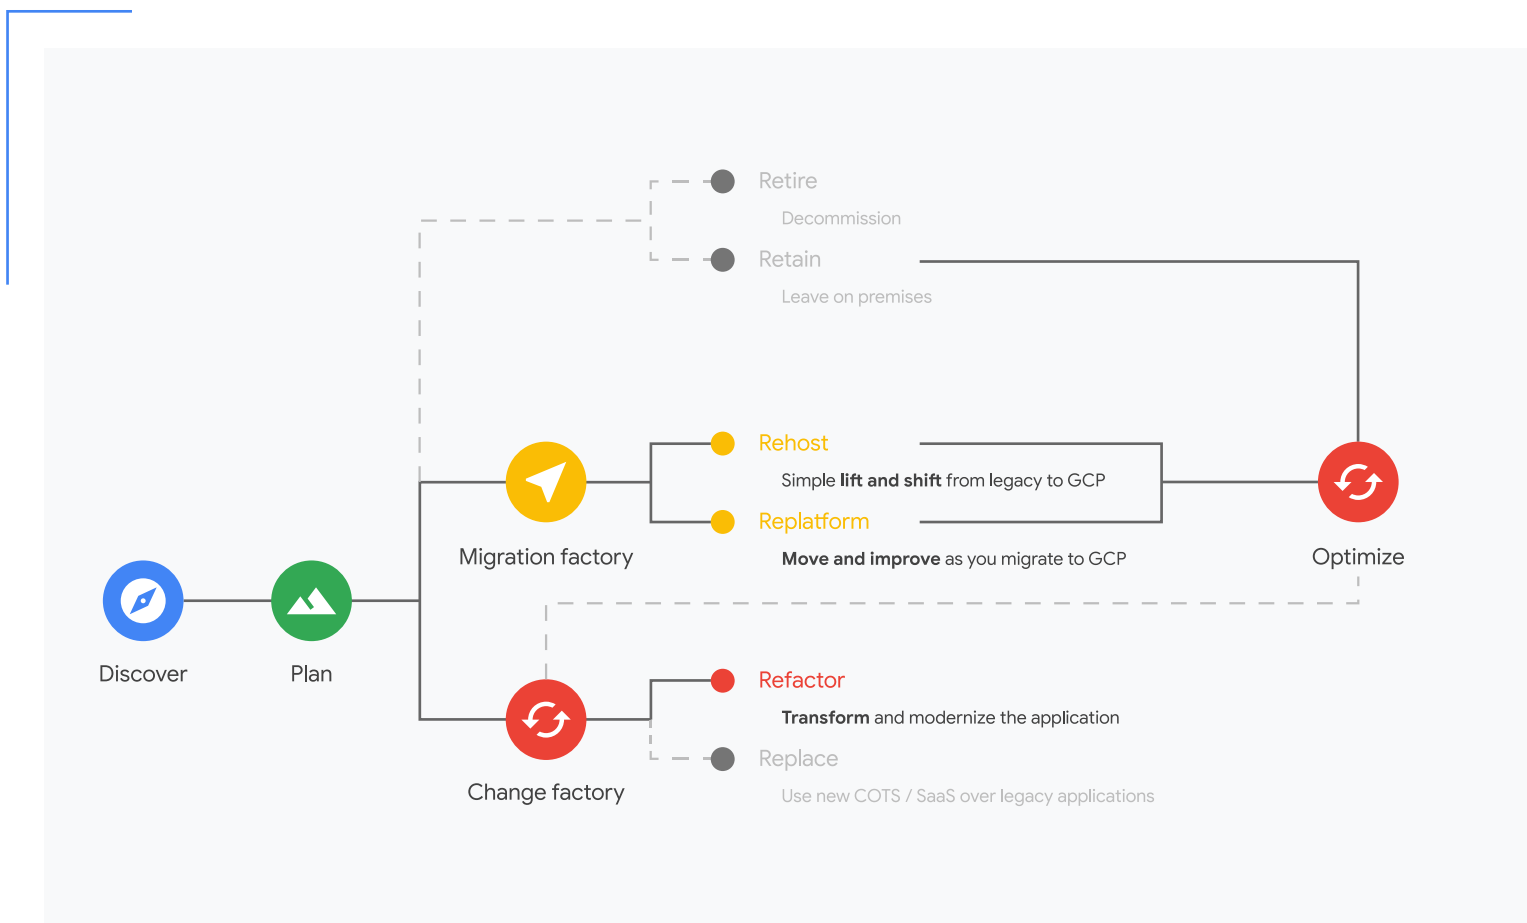 Retire
Decommission
Retain
Leave on premises
Rehost
Simple lift and shift from legacy to GCP
Replatform
Move and improve as you migrate to GCP
Migration factory
Optimize
Discover
Plan
Refactor
Transform and modernize the application
Replace
Use new COTS / SaaS over legacy applications
Change factory